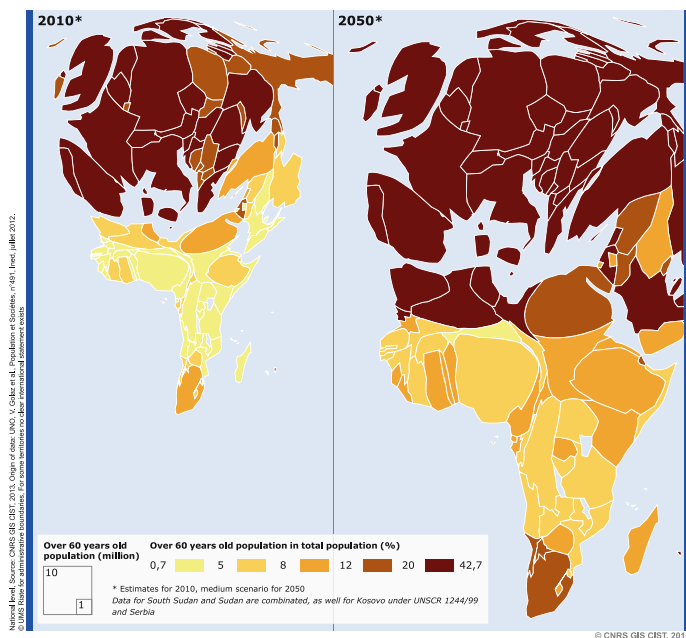 2010*
2050*
National level, Source: CNRS GIS CIST, 2013. Origin of data: UNO, V. Golaz et al., Population et Sociétés, n°491, Ined, juillet 2012.
© UMS Riate for administrative boundaries. For some territories no clear international statement exists
Over 60 years old
population (million)
10
1
Over 60 years old population in total population (%)
0,7 5 8 12 20 42,7
* Estimates for 2010, medium scenario for 2050
Data for South Sudan and Sudan are combined, as well for Kosovo under UNSCR 1244/99
and Serbia
© CNRS GIS CIST, 201